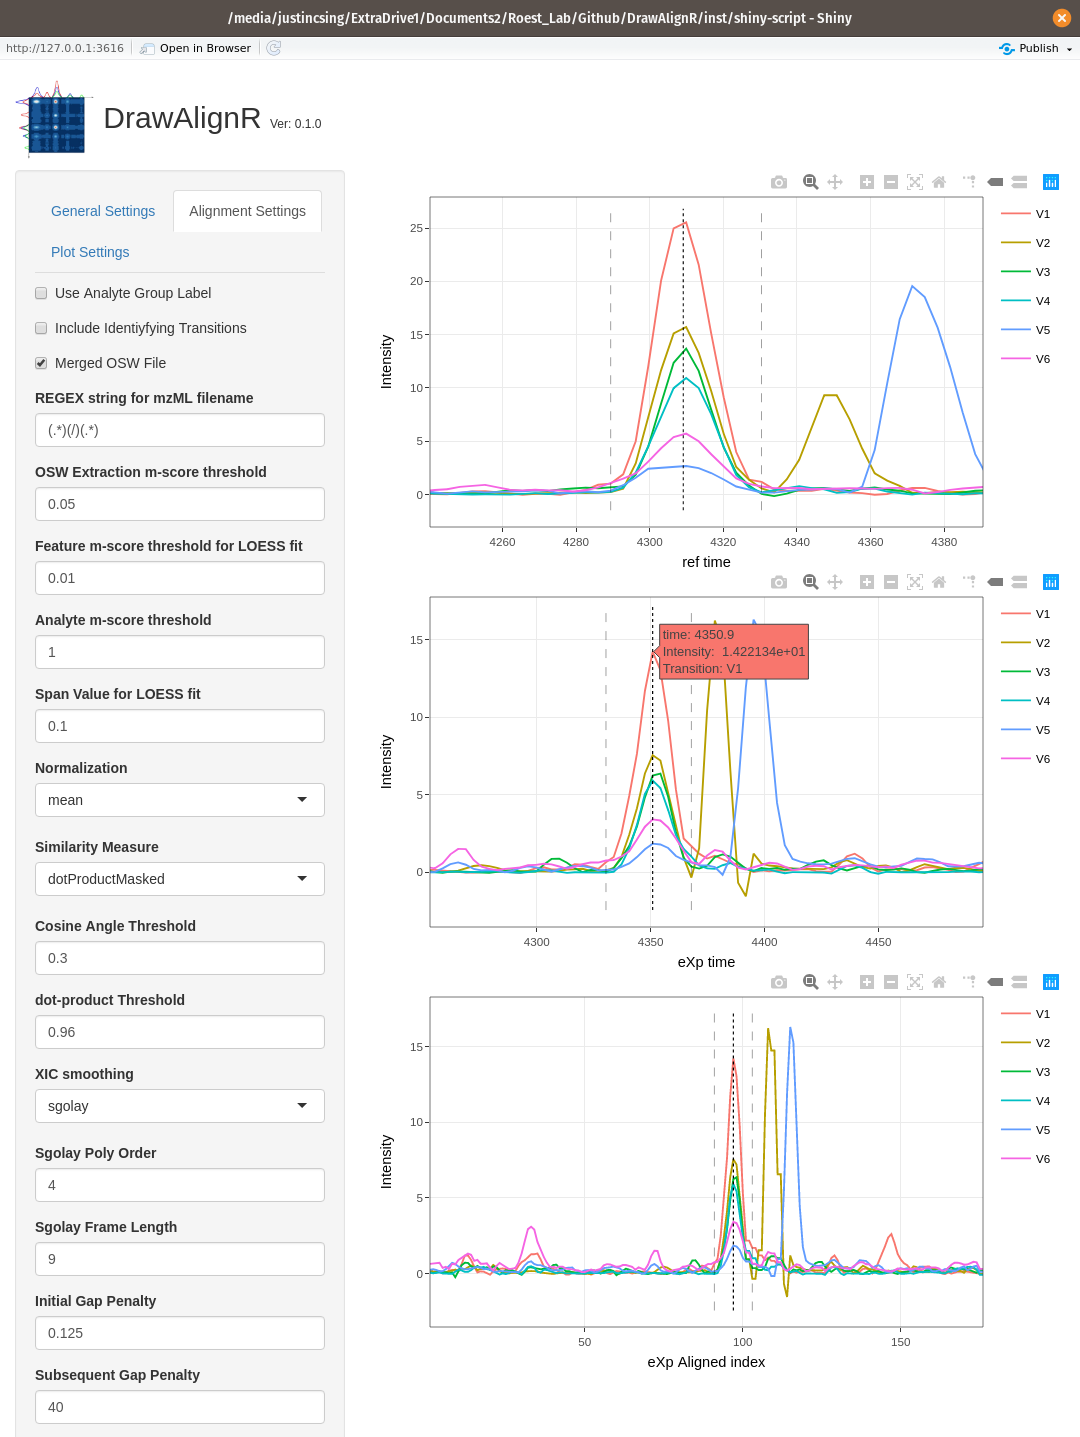 /media/justincsing/ExtraDrive1/Documents2/Roest_Lab/Github/DrawAlignR/inst/shiny-script - Shiny
http://127.0.0.1:3616 Open in Browser Publish
DrawAlignR Ver: 0.1.0
General Settings Alignment Settings
Plot Settings
Use Analyte Group Label
Include Identiyfying Transitions
Merged OSW File
REGEX string for mzML filename
(.*)(/)(.*)
OSW Extraction m-score threshold
0.05
Feature m-score threshold for LOESS fit
0.01
Analyte m-score threshold
1
Span Value for LOESS fit
0.1
Normalization
mean
Similarity Measure
dotProductMasked
Cosine Angle Threshold
0.3
dot-product Threshold
0.96
XIC smoothing
sgolay
Sgolay Poly Order
4
Sgolay Frame Length
9
Initial Gap Penalty
0.125
Subsequent Gap Penalty
40
Intensity
25
20
15
10
5
0
4260 4280 4300 4320 4340 4360 4380
ref time
V1
V2
V3
V4
V5
V6
Intensity
15
10
5
0
time: 4350.9
Intensity: 1.422134e+01
Transition: V1
4300 4350 4400 4450
eXp time
V1
V2
V3
V4
V5
V6
Intensity
15
10
5
0
50 100 150
eXp Aligned index
V1
V2
V3
V4
V5
V6